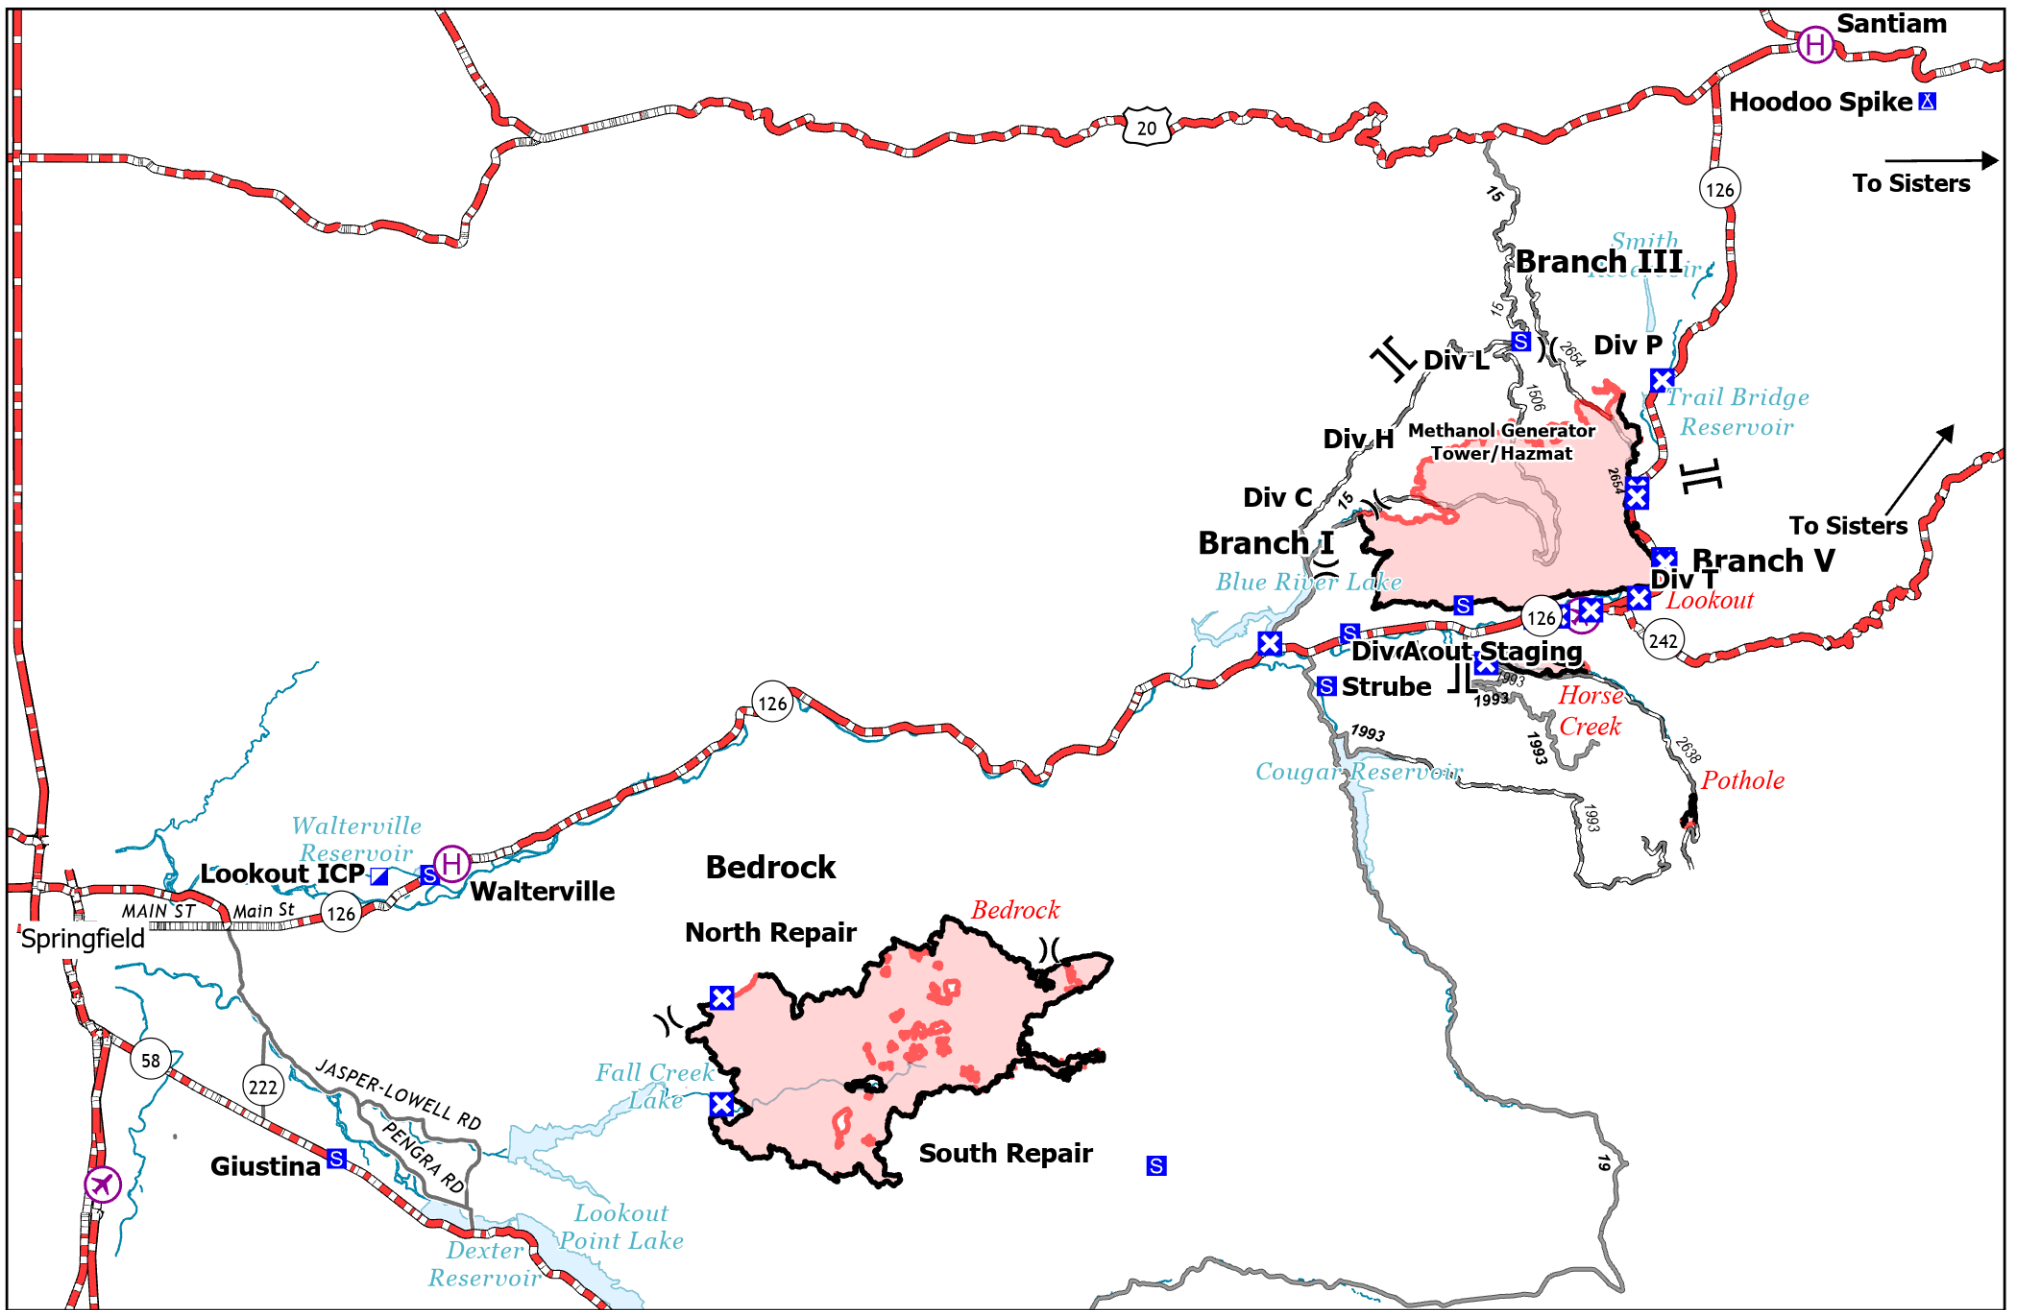 Santiam
H
Hoodoo Spike
20
To Sisters
126
15
Smith
Branch III
15
S
2654
Div P
Div L
1506
Trail Bridge
Reservoir
Div H
Methanol Generator
Tower/Hazmat
2654
Div C
15
To Sisters
Branch I
Branch V
Blue River Lake
Div T
Lookout
S
126
S
242
Div
A
out Staging
S
Strube
1993
1993
Horse
Creek
1993
1993
2638
Cougar Reservoir
Pothole
1993
126
Walterville
Reservoir
H
Lookout ICP
S
Walterville
MAIN ST
Main St
126
Springfield
Bedrock
Bedrock
North Repair
58
222
JASPER-LOWELL RD
PENGRA RD
Fall Creek
Lake
Giustina
S
South Repair
S
19
Lookout
Point Lake
Dexter
Reservoir